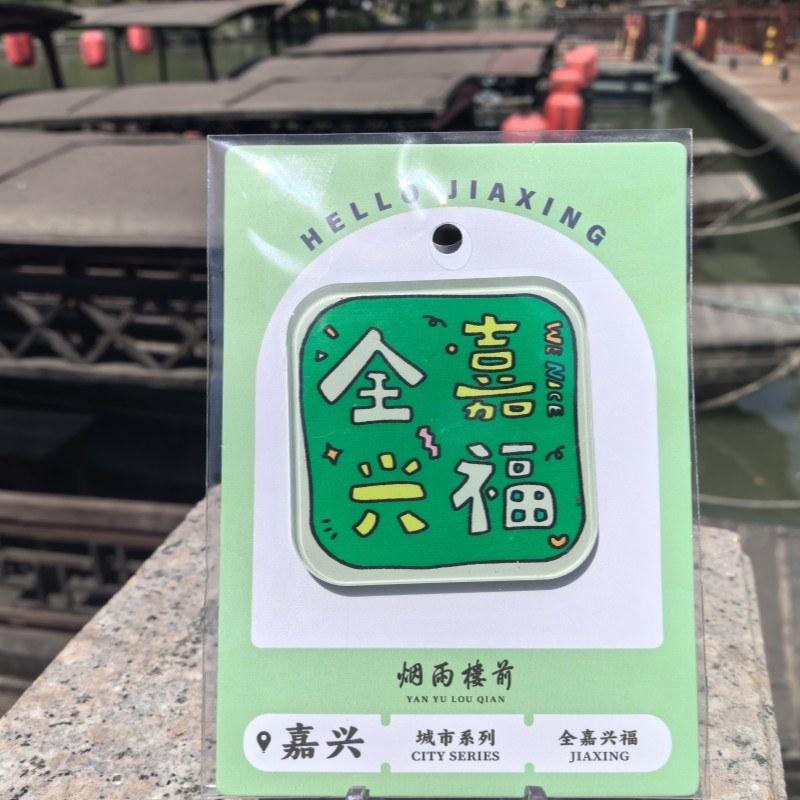 HELLO JIAXING
全嘉
WE NICE
兴福
烟雨楼前
YAN YU LOU QIAN
嘉兴
城市系列
CITY SERIES
全嘉兴福
JIAXING